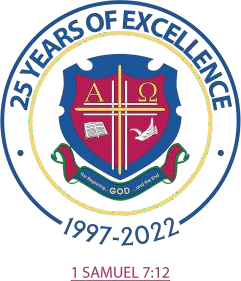 25 YEARS OF EXCELLENCE
Α Ω
the Beginning... GOD ...and the End
1997-2022
1 SAMUEL 7:12